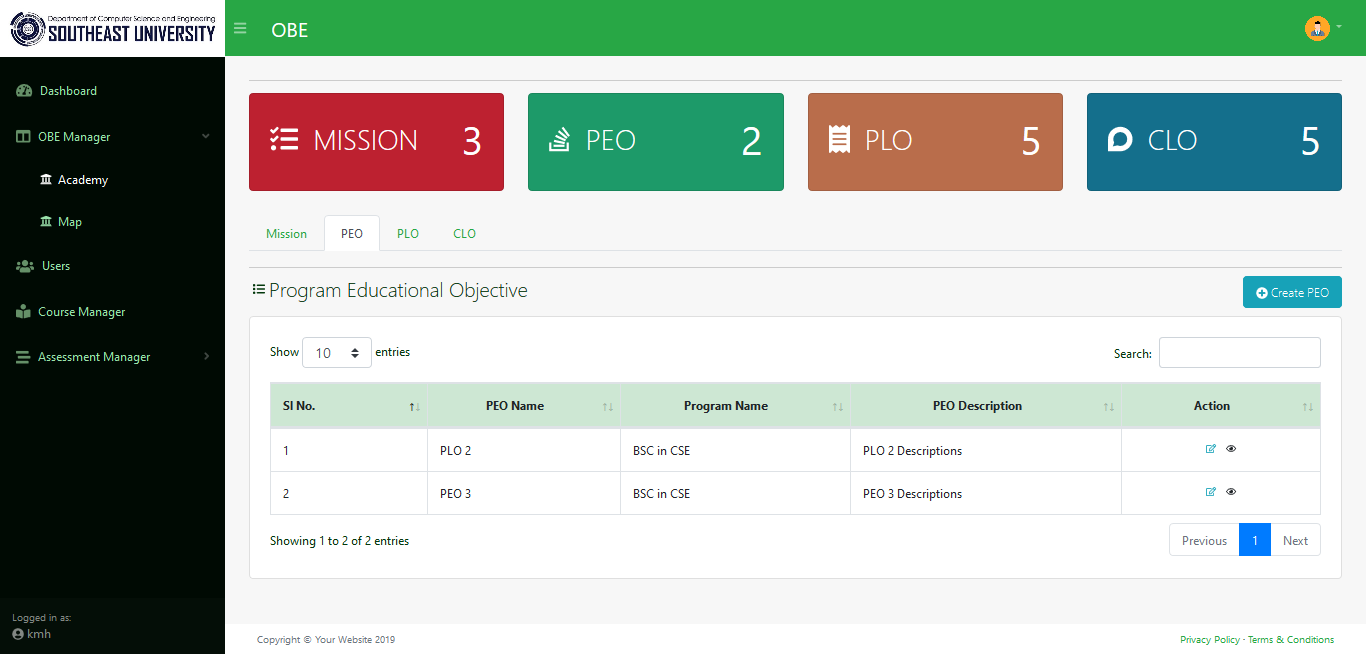 Department of Computer Science and Engineering
SOUTHEAST UNIVERSITY
OBE
Dashboard
OBE Manager
Academy
Map
Users
Course Manager
Assessment Manager
Logged in as:
kmh
MISSION 3
PEO 2
PLO 5
CLO 5
Mission PEO PLO CLO
Program Educational Objective
Create PEO
Show 10 entries
Search:
Sl No. PEO Name Program Name PEO Description Action
1 PLO 2 BSC in CSE PLO 2 Descriptions
2 PEO 3 BSC in CSE PEO 3 Descriptions
Showing 1 to 2 of 2 entries
Previous 1 Next
Copyright © Your Website 2019
Privacy Policy · Terms & Conditions